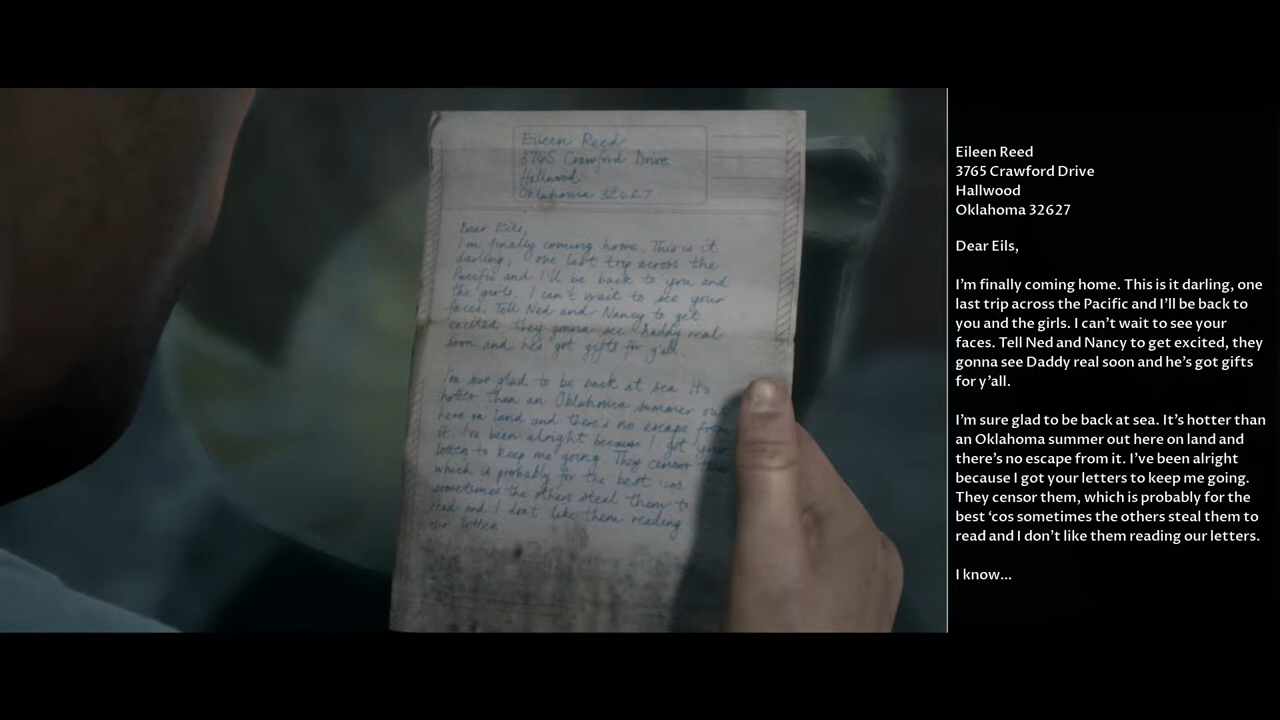 Eileen Reed
3765 Crawford Drive
Hallwood
Oklahoma 32627
Dear Eils,
I'm finally coming home. This is it
darling, one last trip across the
Pacific and I'll be back to you and
the girls. I can't wait to see your
faces. Tell Ned and Nancy to get
excited they gonna see Daddy real
soon and he's got gifts for y'all.
I'm sure glad to be back at sea. It's
hotter than an Oklahoma summer out
here on land and there's no escape from
it. I've been alright because I got your
letters to keep me going. They censor them
which is probably for the best 'cos
sometimes the others steal them to
read and I don't like them reading
our letters
Eileen Reed
3765 Crawford Drive
Hallwood
Oklahoma 32627
Dear Eils,
I'm finally coming home. This is it darling, one
last trip across the Pacific and I'll be back to
you and the girls. I can't wait to see your
faces. Tell Ned and Nancy to get excited, they
gonna see Daddy real soon and he's got gifts
for y'all.
I'm sure glad to be back at sea. It's hotter than
an Oklahoma summer out here on land and
there's no escape from it. I've been alright
because I got your letters to keep me going.
They censor them, which is probably for the
best ‘cos sometimes the others steal them to
read and I don't like them reading our letters.
I know...